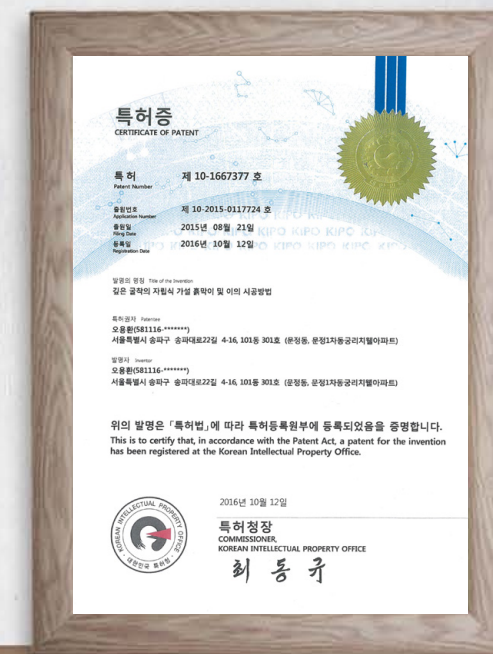 특허증
CERTIFICATE OF PATENT
특 허 제 10-1667377 호
Patent Number
출원번호 제 10-2015-0117724 호
Application Number
출원일 2015년 08월 21일
Filing Date
등록일 2016년 10월 12일
Registration Date
발명의 명칭 Title of the Invention
깊은 굴착의 자립식 가설 흙막이 및 이의 시공방법
특허권자 Patentee
오용환(581116-*******)
서울특별시 송파구 송파대로22길 4-16, 101동 301호 (문정동, 문정1차동궁리치웰아파트)
발명자 Inventor
오용환(581116-*******)
서울특별시 송파구 송파대로22길 4-16, 101동 301호 (문정동, 문정1차동궁리치웰아파트)
위의 발명은 「특허법」에 따라 특허등록원부에 등록되었음을 증명합니다.
This is to certify that, in accordance with the Patent Act, a patent for the invention
has been registered at the Korean Intellectual Property Office.
2016년 10월 12일
특허청장
COMMISSIONER,
KOREAN INTELLECTUAL PROPERTY OFFICE
최동규
KOREAN INTELLECTUAL PROPERTY OFFICE
대한민국 특허청